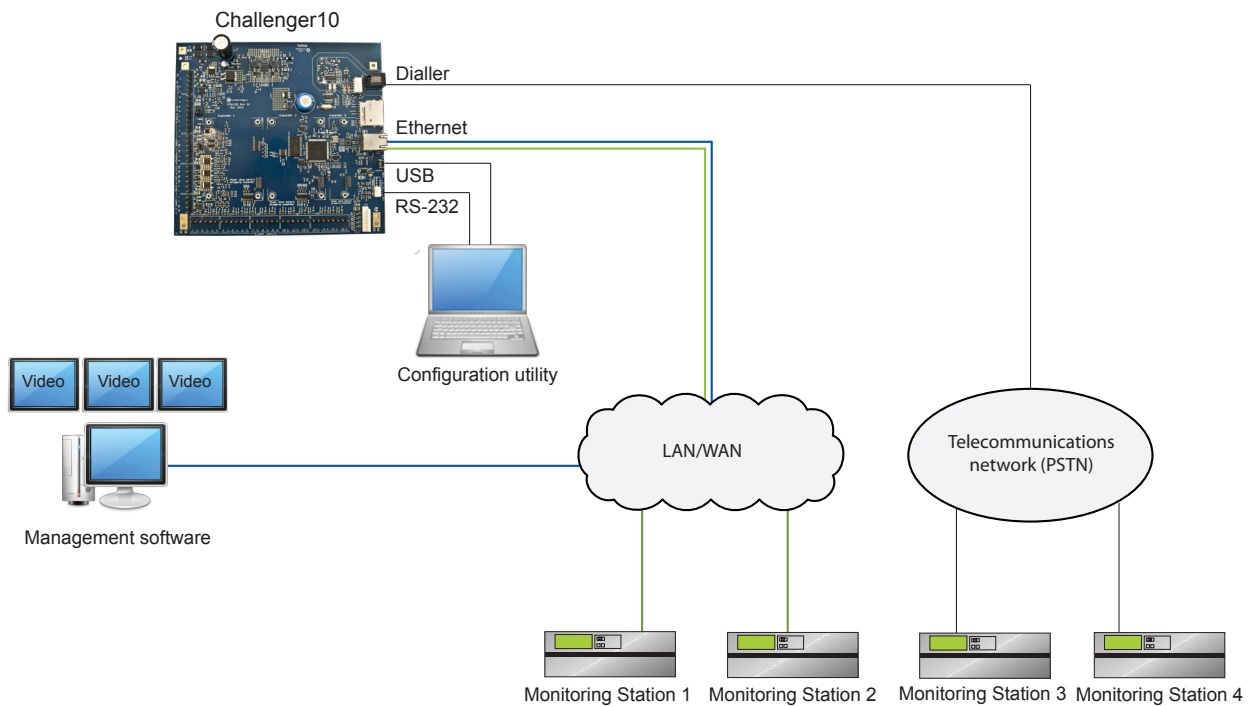 Challenger10
Dialler
Ethernet
USB
RS-232
Configuration utility
Video Video Video
Management software
LAN/WAN
Telecommunications
network (PSTN)
Monitoring Station 1 Monitoring Station 2 Monitoring Station 3 Monitoring Station 4